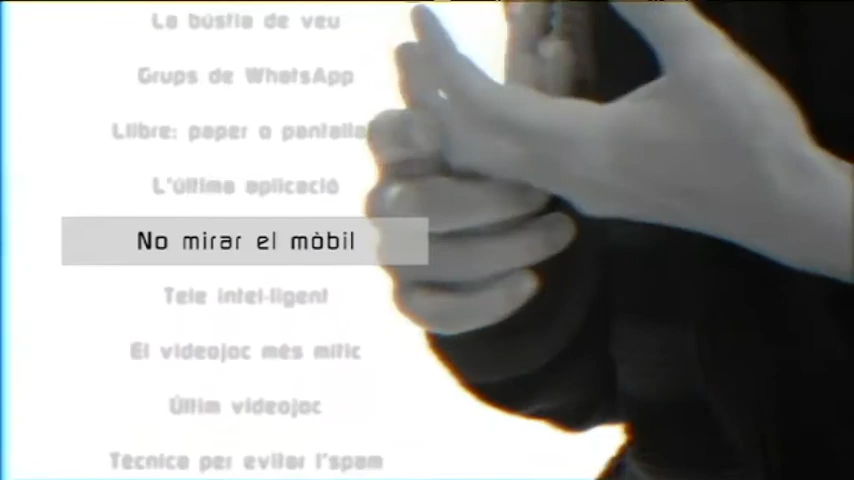 La bústia de veu
Grups de WhatsApp
Llibre: paper o pantalla
L'última aplicació
No mirar el mòbil
Tele intel·ligent
El videojoc més mític
Últim videojoc
Tècnica per evitar l'spam